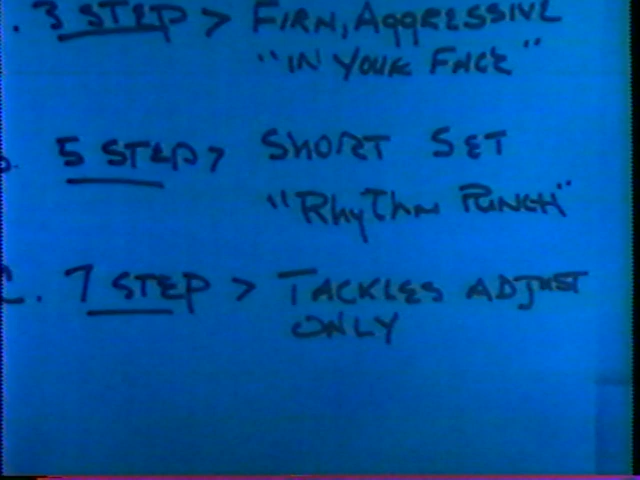 . 3 STEP > FIRM, AGGRESSIVE
"IN YOUR FACE"
5 STEP > SHORT SET
"RhyThm PUNCH"
C. 7 STEP > TACKLES ADJUST
ONLY